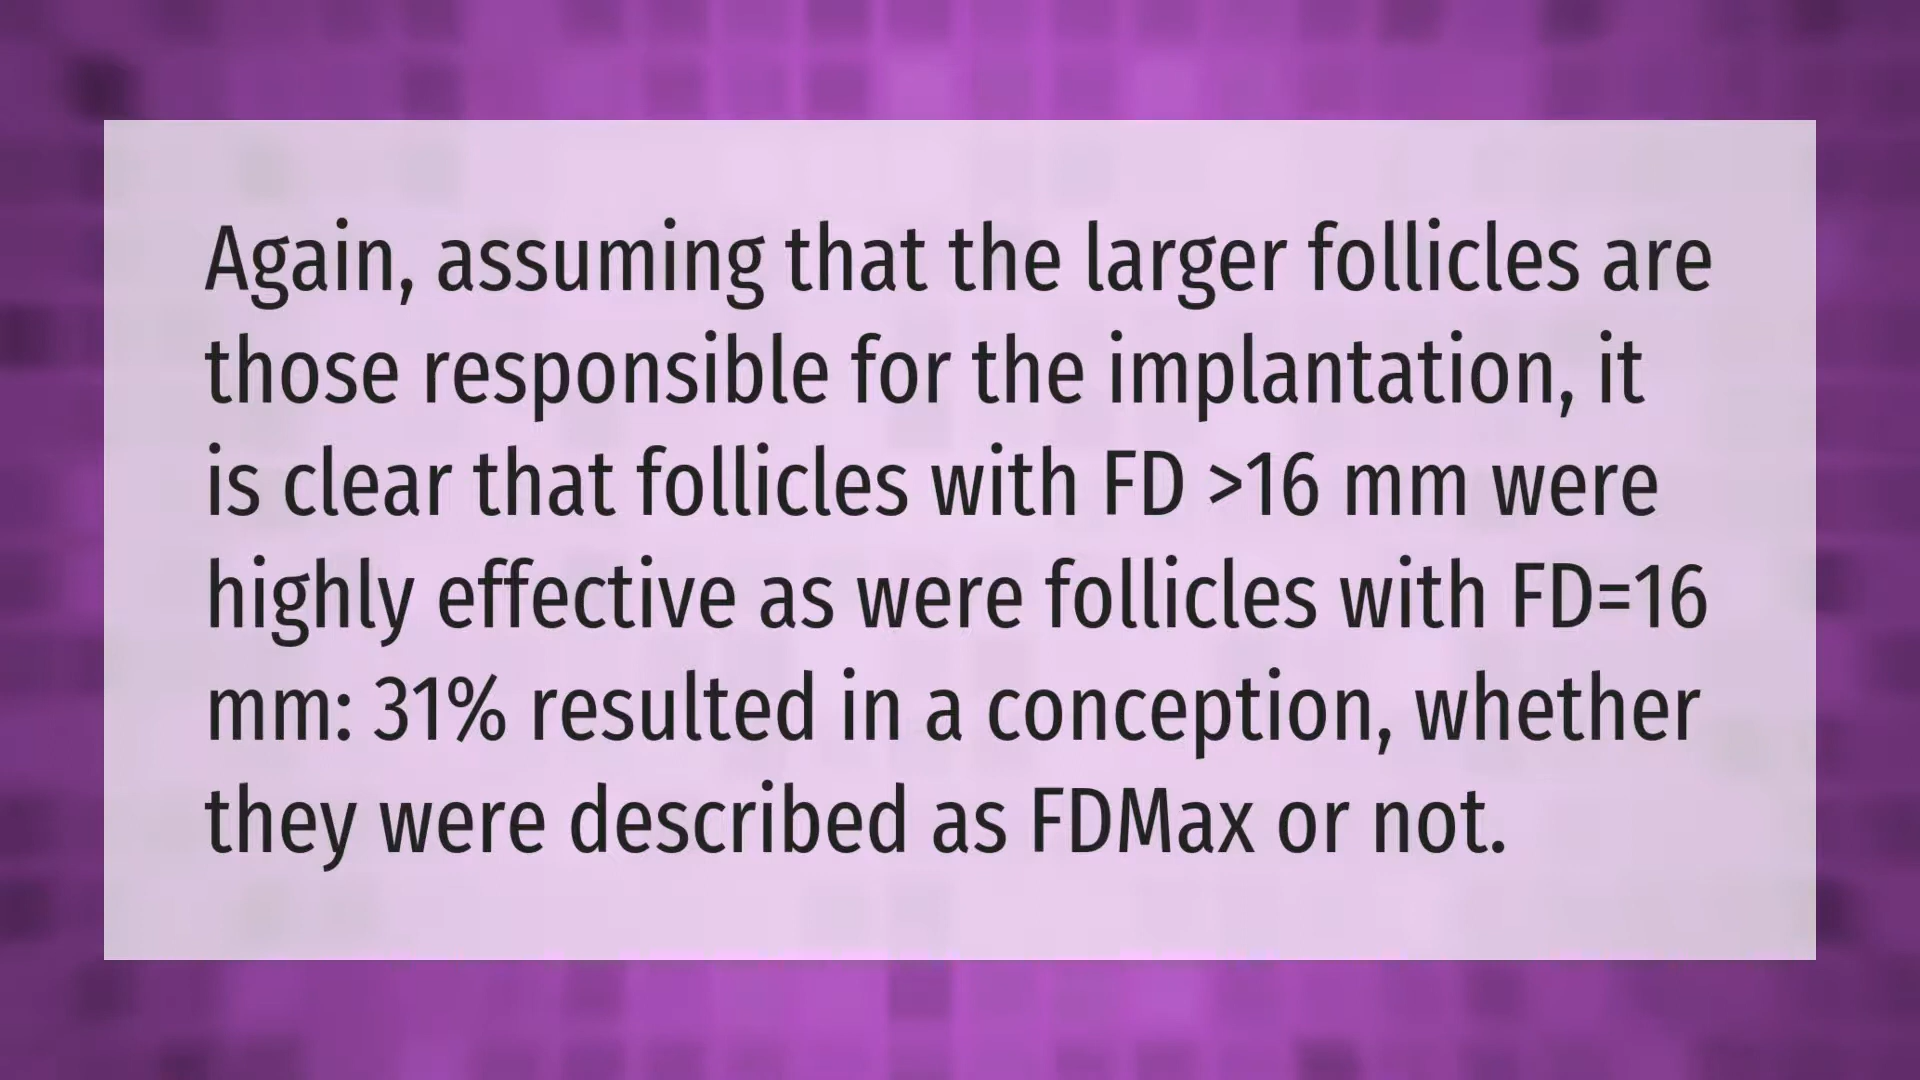 Again, assuming that the larger follicles are
those responsible for the implantation, it
is clear that follicles with FD >16 mm were
highly effective as were follicles with FD=16
mm: 31% resulted in a conception, whether
they were described as FDMax or not.